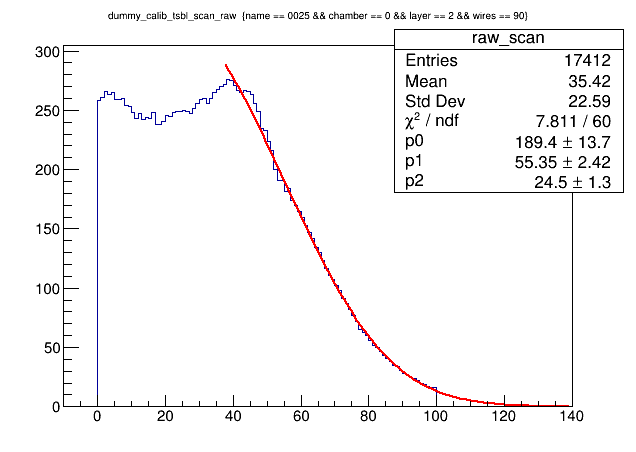 dummy_calib_tsbl_scan_raw {name == 0025 && chamber == 0 && layer == 2 && wires == 90}
raw_scan
Entries 17412
Mean 35.42
Std Dev 22.59
χ² / ndf 7.811 / 60
p0 189.4 ± 13.7
p1 55.35 ± 2.42
p2 24.5 ± 1.3
300
250
200
150
100
50
0
0 20 40 60 80 100 120 140